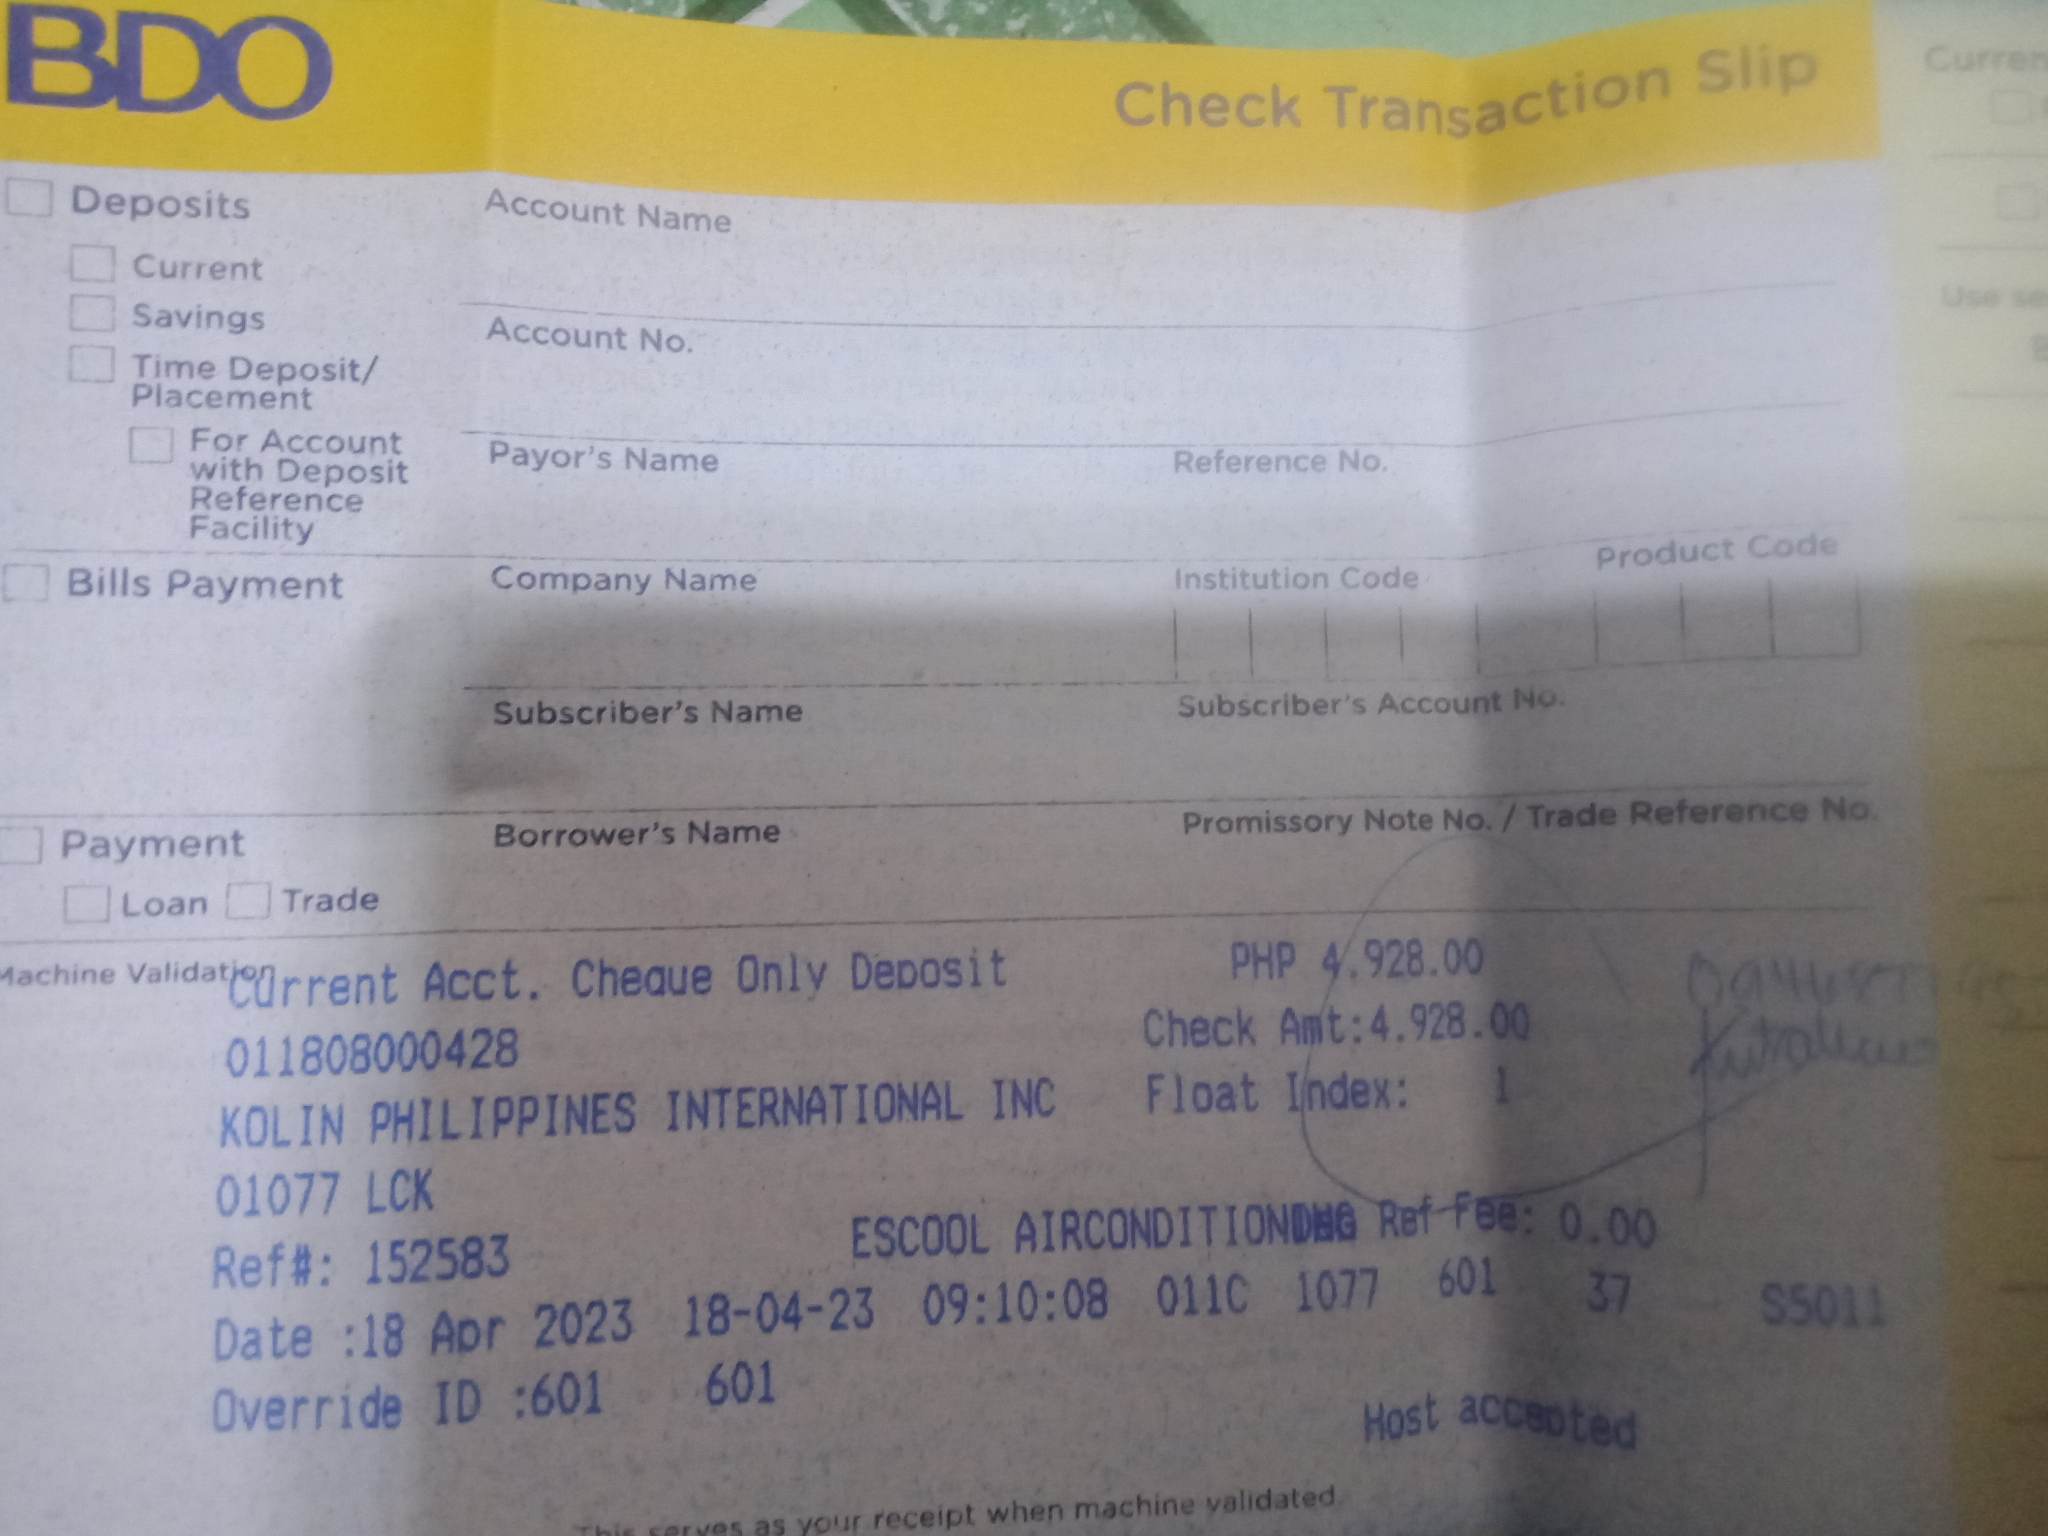 BDO
Check Transaction Slip
Deposits
Current
Savings
Time Deposit/
Placement
For Account
with Deposit
Reference
Facility
Account Name
Account No.
Payor's Name Reference No.
Bills Payment
Company Name Institution Code Product Code
Subscriber's Name Subscriber's Account No.
Payment
Loan Trade
Borrower's Name Promissory Note No. / Trade Reference No.
Machine Validation
Current Acct. Cheque Only Deposit PHP 4,928.00
011808000428 Check Amt:4,928.00
KOLIN PHILIPPINES INTERNATIONAL INC Float Index: 1
01077 LCK
Ref#: 152583 ESCOOL AIRCONDITION Ref Fee: 0.00
Date :18 Apr 2023 18-04-23 09:10:08 011C 1077 601 37 S5011
Override ID :601 601
Host accepted
This serves as your receipt when machine validated.
Use